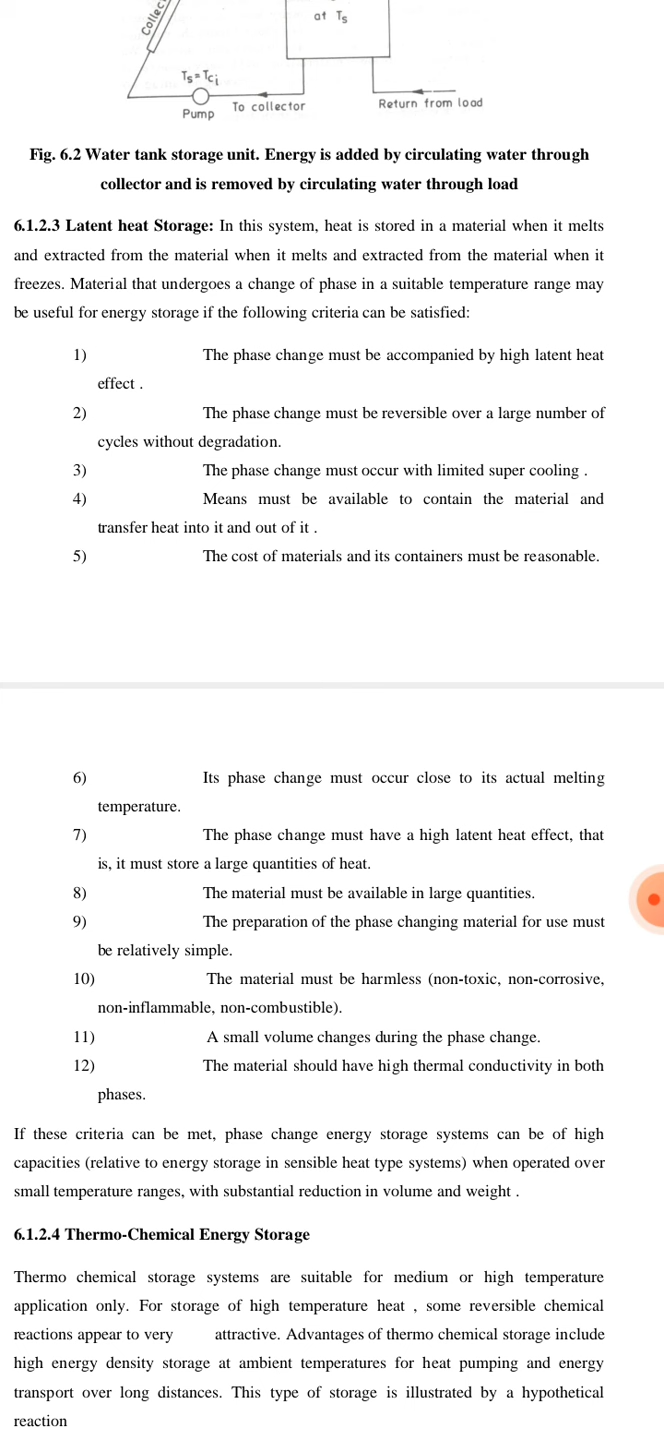 Collec
at Ts
Ts = Tci
To collector
Return from load
Pump
Fig. 6.2 Water tank storage unit. Energy is added by circulating water through
collector and is removed by circulating water through load
6.1.2.3 Latent heat Storage: In this system, heat is stored in a material when it melts
and extracted from the material when it melts and extracted from the material when it
freezes. Material that undergoes a change of phase in a suitable temperature range may
be useful for energy storage if the following criteria can be satisfied:
1) The phase change must be accompanied by high latent heat
effect .
2) The phase change must be reversible over a large number of
cycles without degradation.
3) The phase change must occur with limited super cooling .
4) Means must be available to contain the material and
transfer heat into it and out of it .
5) The cost of materials and its containers must be reasonable.
6) Its phase change must occur close to its actual melting
temperature.
7) The phase change must have a high latent heat effect, that
is, it must store a large quantities of heat.
8) The material must be available in large quantities.
9) The preparation of the phase changing material for use must
be relatively simple.
10) The material must be harmless (non-toxic, non-corrosive,
non-inflammable, non-combustible).
11) A small volume changes during the phase change.
12) The material should have high thermal conductivity in both
phases.
If these criteria can be met, phase change energy storage systems can be of high
capacities (relative to energy storage in sensible heat type systems) when operated over
small temperature ranges, with substantial reduction in volume and weight .
6.1.2.4 Thermo-Chemical Energy Storage
Thermo chemical storage systems are suitable for medium or high temperature
application only. For storage of high temperature heat , some reversible chemical
reactions appear to very attractive. Advantages of thermo chemical storage include
high energy density storage at ambient temperatures for heat pumping and energy
transport over long distances. This type of storage is illustrated by a hypothetical
reaction